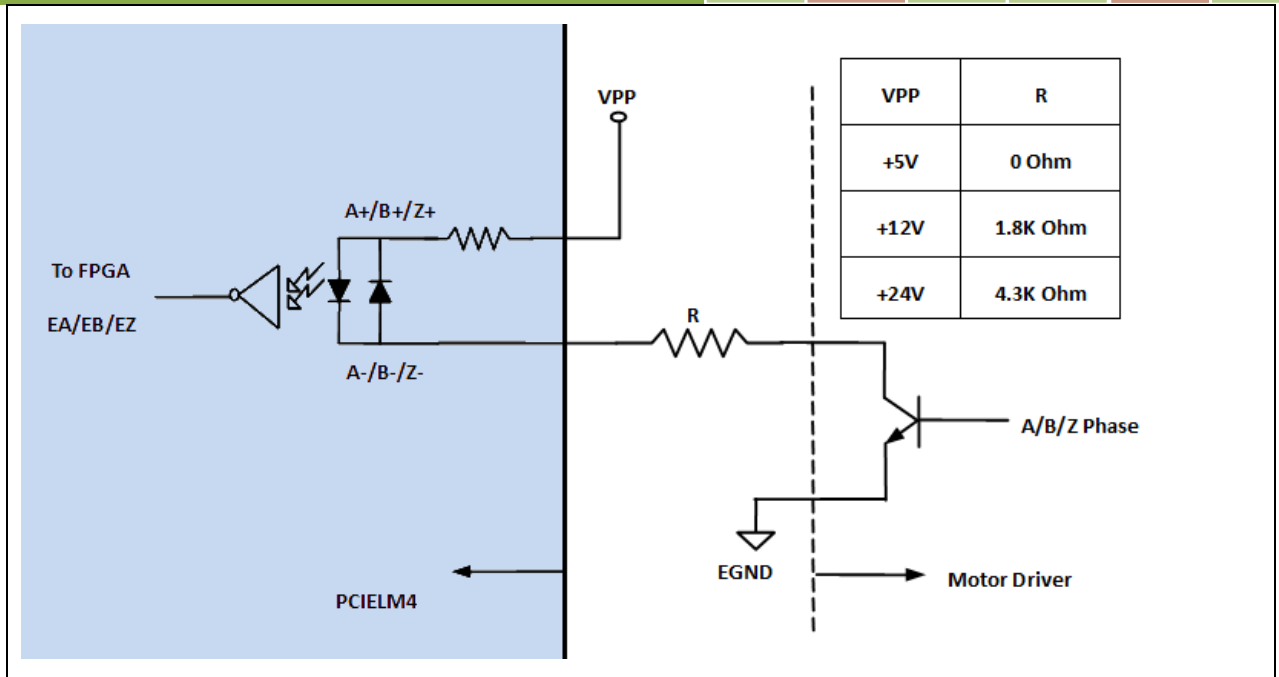 VPP
VPP R
+5V 0 Ohm
+12V 1.8K Ohm
+24V 4.3K Ohm
A+/B+/Z+
To FPGA
EA/EB/EZ
R
A-/B-/Z-
A/B/Z Phase
EGND
Motor Driver
PCIELM4